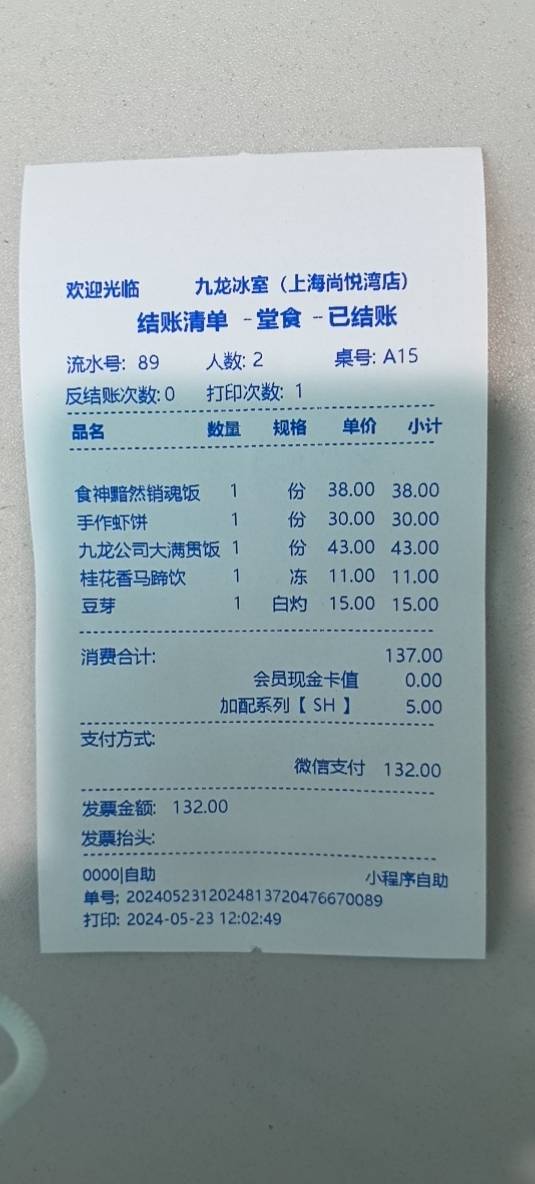 欢迎光临 九龙冰室（上海尚悦湾店）
结账清单 -堂食 -已结账
流水号: 89 人数: 2 桌号: A15
反结账次数: 0 打印次数: 1
品名 数量 规格 单价 小计
食神黯然销魂饭 1 份 38.00 38.00
手作虾饼 1 份 30.00 30.00
九龙公司大满贯饭 1 份 43.00 43.00
桂花香马蹄饮 1 冻 11.00 11.00
豆芽 1 白灼 15.00 15.00
消费合计: 137.00
会员现金卡值 0.00
加配系列【 SH 】 5.00
支付方式:
微信支付 132.00
发票金额: 132.00
发票抬头:
0000|自助 小程序自助
单号: 20240523120248137204766700​89
打印: 2024-05-23 12:02:49